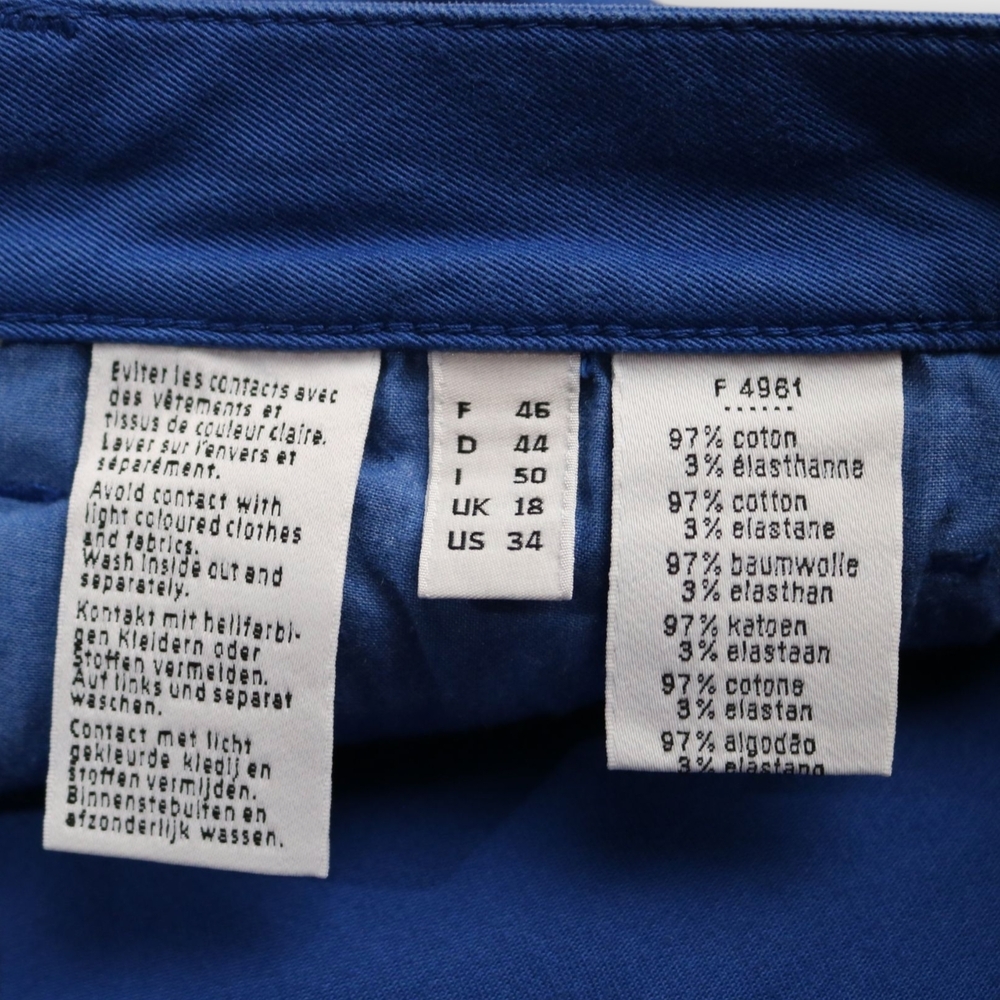 Eviter les contacts avec
des vêtements et
tissus de couleur claire.
Laver sur l'envers et
séparément.
Avoid contact with
light coloured clothes
and fabrics.
Wash inside out and
separately.
Kontakt mit hellfarbi-
gen Kleidern oder
Stoffen vermeiden.
Auf links und separat
waschen.
Contact met licht
gekleurde kledij en
stoffen vermijden.
Binnenstebuiten en
afzonderlijk wassen.
F 46
D 44
I 50
UK 18
US 34
F 4961
97% coton
3% élasthanne
97% cotton
3% elastane
97% baumwolle
3% elasthan
97% katoen
3% elastaan
97% cotone
3% elastan
97% algodão
3% elastano